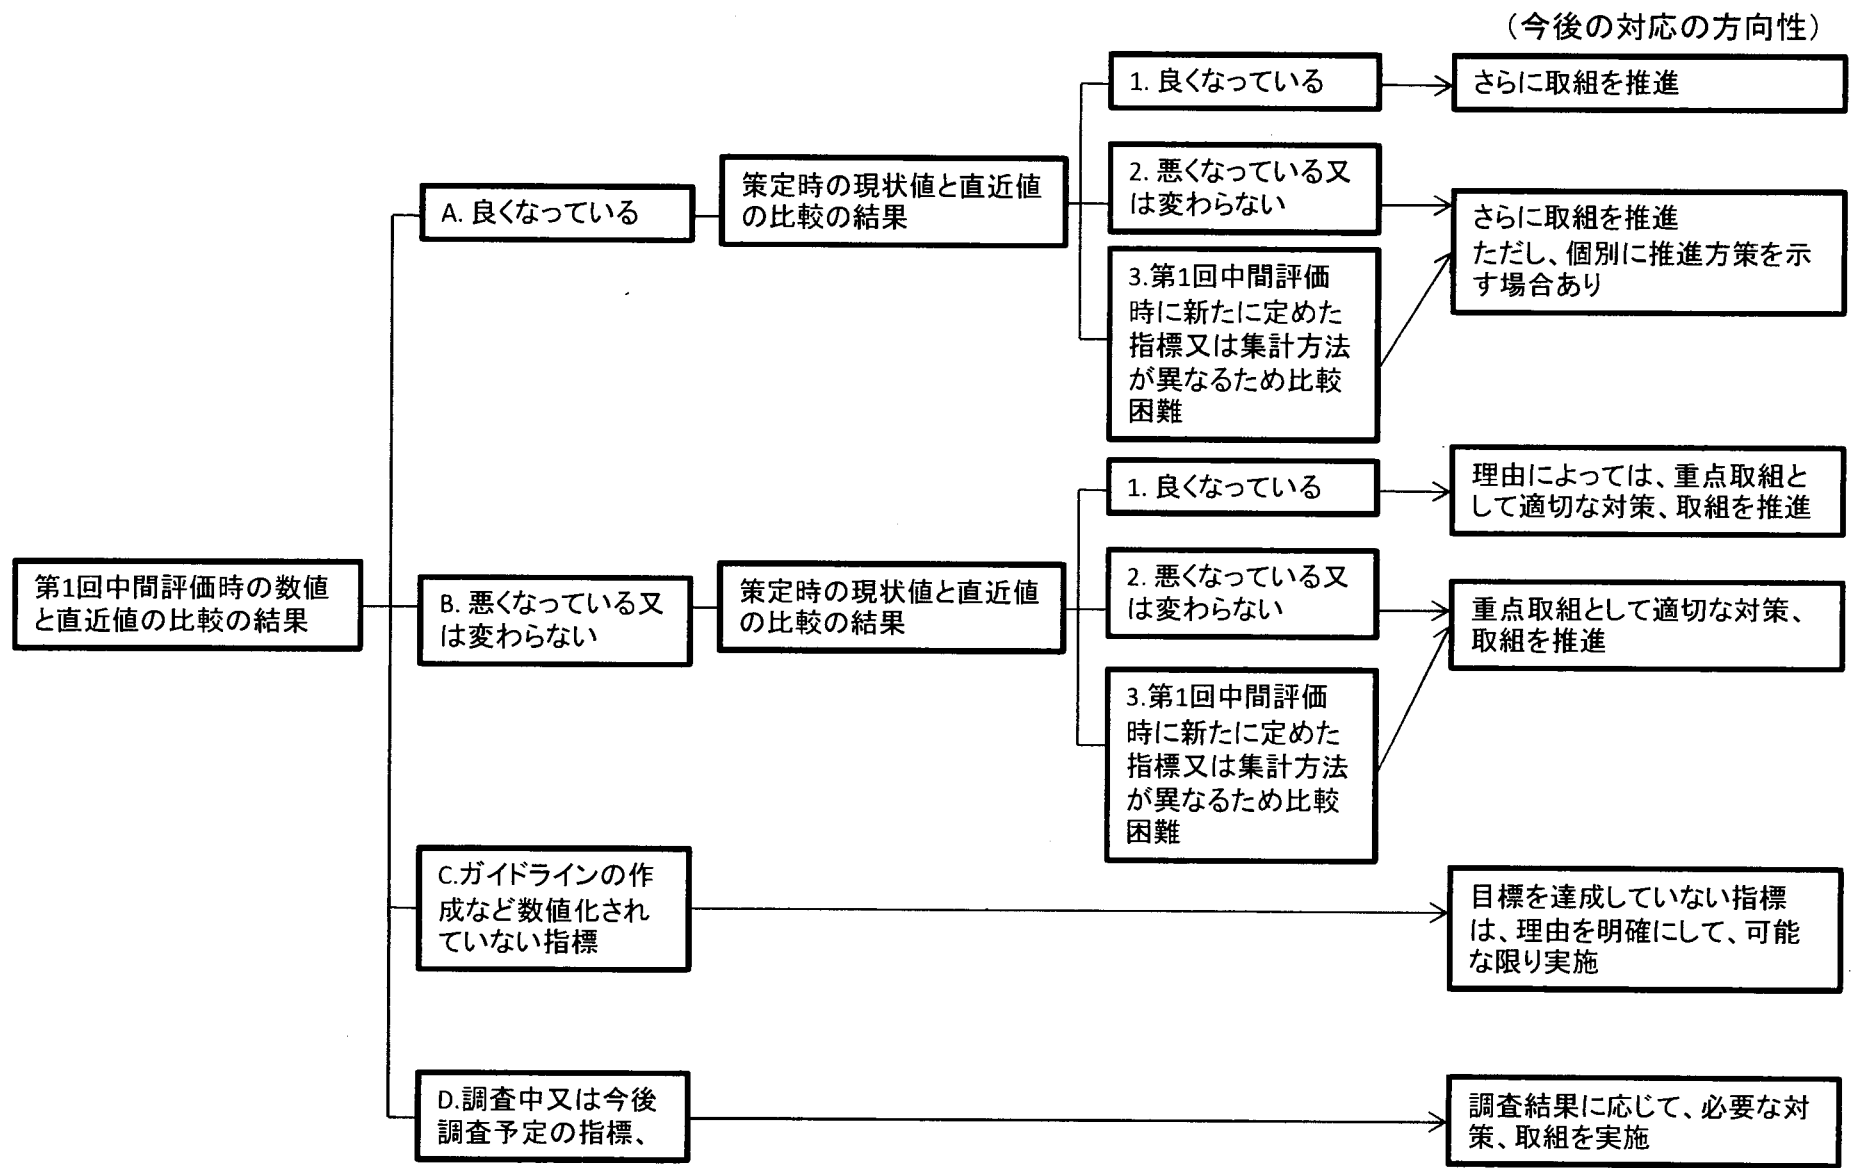 （今後の対応の方向性）
1. 良くなっている
さらに取組を推進
A. 良くなっている
策定時の現状値と直近値
の比較の結果
2. 悪くなっている又
は変わらない
さらに取組を推進
ただし、個別に推進方策を示
す場合あり
3.第1回中間評価
時に新たに定めた
指標又は集計方法
が異なるため比較
困難
第1回中間評価時の数値
と直近値の比較の結果
B. 悪くなっている又
は変わらない
策定時の現状値と直近値
の比較の結果
1. 良くなっている
理由によっては、重点取組と
して適切な対策、取組を推進
2. 悪くなっている又
は変わらない
重点取組として適切な対策、
取組を推進
3.第1回中間評価
時に新たに定めた
指標又は集計方法
が異なるため比較
困難
C.ガイドラインの作
成など数値化され
ていない指標
目標を達成していない指標
は、理由を明確にして、可能
な限り実施
D.調査中又は今後
調査予定の指標、
調査結果に応じて、必要な対
策、取組を実施